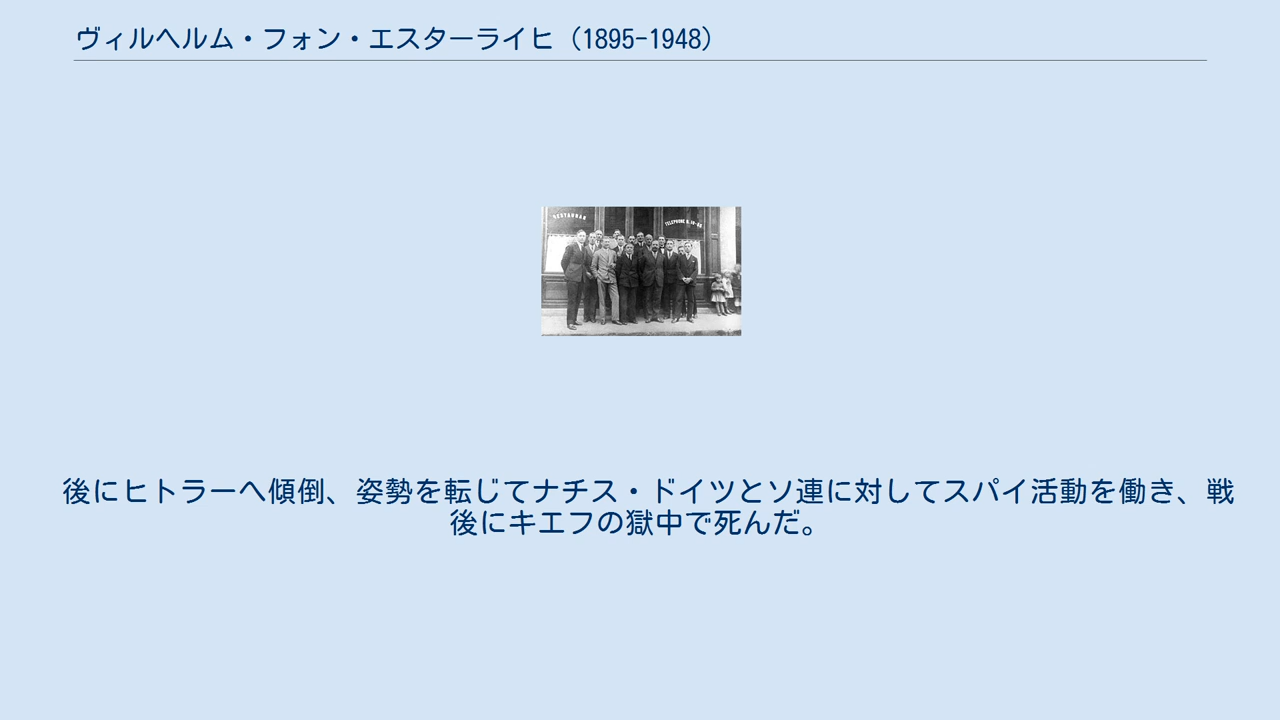 ヴィルヘルム・フォン・エスターライヒ（1895-1948）
RESTAURAN
TELEPHONE
後にヒトラーへ傾倒、姿勢を転じてナチス・ドイツとソ連に対してスパイ活動を働き、戦
後にキエフの獄中で死んだ。